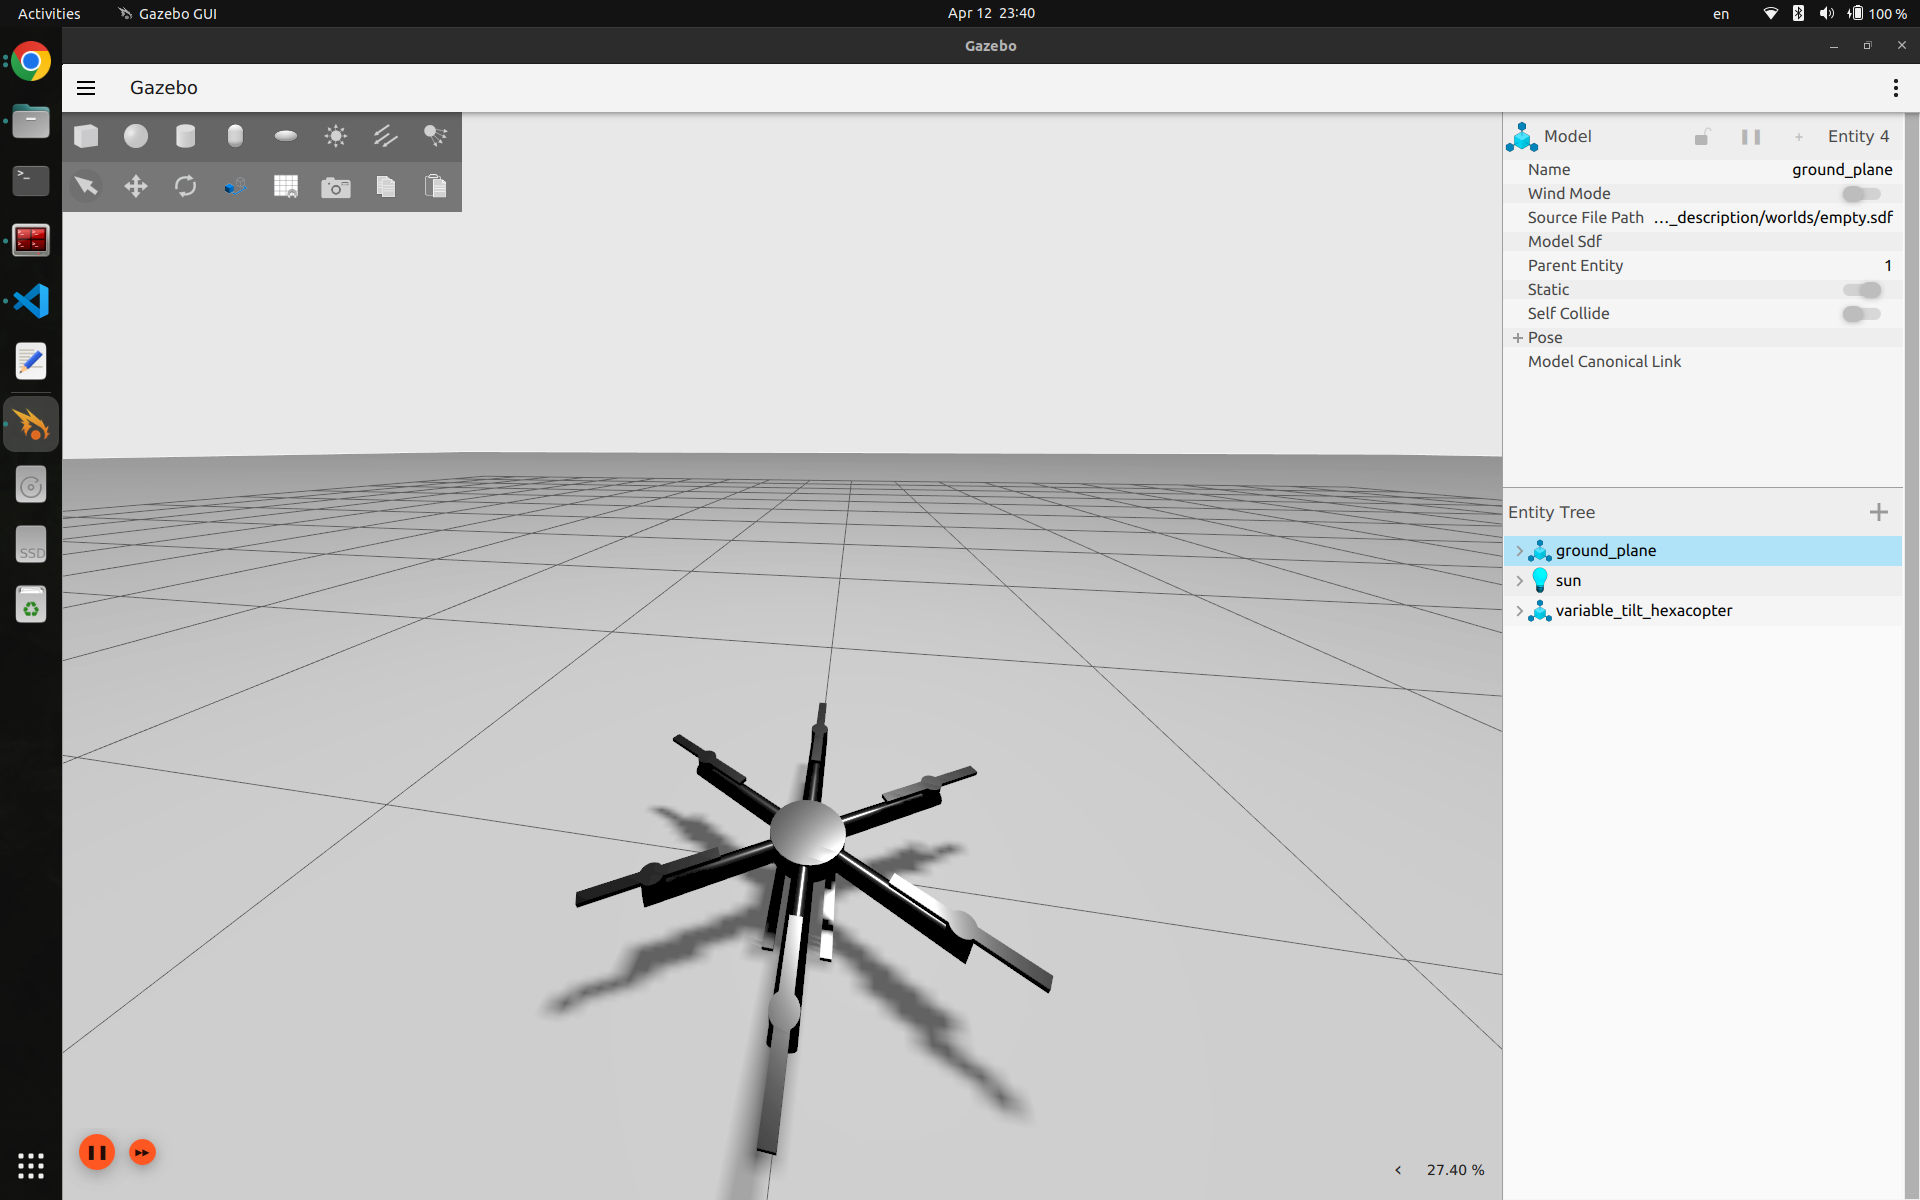 Activities
Gazebo GUI
Apr 12 23:40
en
100 %
Gazebo
Gazebo
Model
Entity 4
Name ground_plane
Wind Mode
Source File Path ..._description/worlds/empty.sdf
Model Sdf
Parent Entity 1
Static
Self Collide
Pose
Model Canonical Link
Entity Tree
ground_plane
sun
variable_tilt_hexacopter
SSD
27.40 %